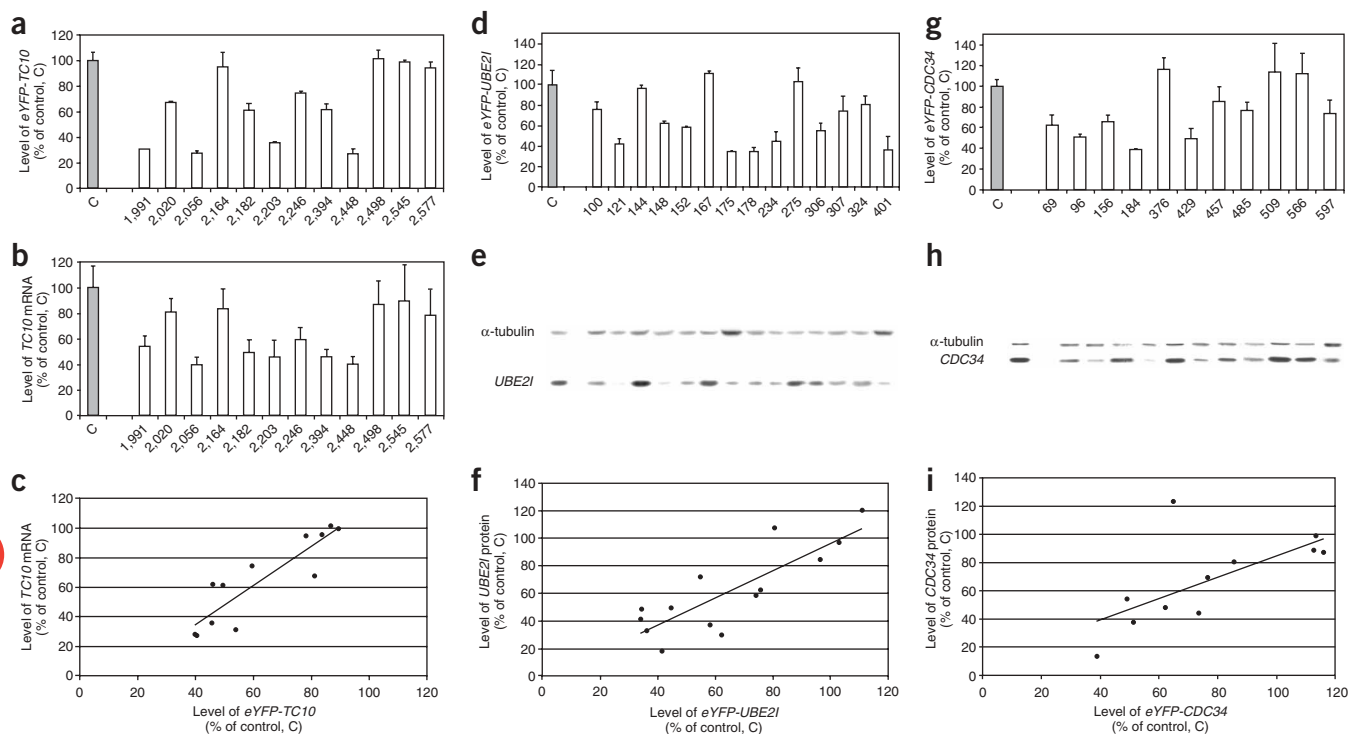 a
Level of eYFP-TC10
(% of control, C)
120
100
80
60
40
20
0
C
1,991
2,020
2,056
2,164
2,182
2,203
2,246
2,394
2,448
2,498
2,545
2,577
b
Level of TC10 mRNA
(% of control, C)
120
100
80
60
40
20
0
C
1,991
2,020
2,056
2,164
2,182
2,203
2,246
2,394
2,448
2,498
2,545
2,577
c
Level of TC10 mRNA
(% of control, C)
120
100
80
60
40
20
0
0 20 40 60 80 100 120
Level of eYFP-TC10
(% of control, C)
d
Level of eYFP-UBE2I
(% of control, C)
140
120
100
80
60
40
20
0
C
100
121
144
148
152
167
175
178
234
275
306
307
324
401
e
α-tubulin
UBE2I
f
Level of UBE2I protein
(% of control, C)
140
120
100
80
60
40
20
0
0 20 40 60 80 100 120
Level of eYFP-UBE2I
(% of control, C)
g
Level of eYFP-CDC34
(% of control, C)
140
120
100
80
60
40
20
0
C
69
96
156
184
376
429
457
485
509
566
597
h
α-tubulin
CDC34
i
Level of CDC34 protein
(% of control, C)
140
120
100
80
60
40
20
0
0 20 40 60 80 100 120
Level of eYFP-CDC34
(% of control, C)